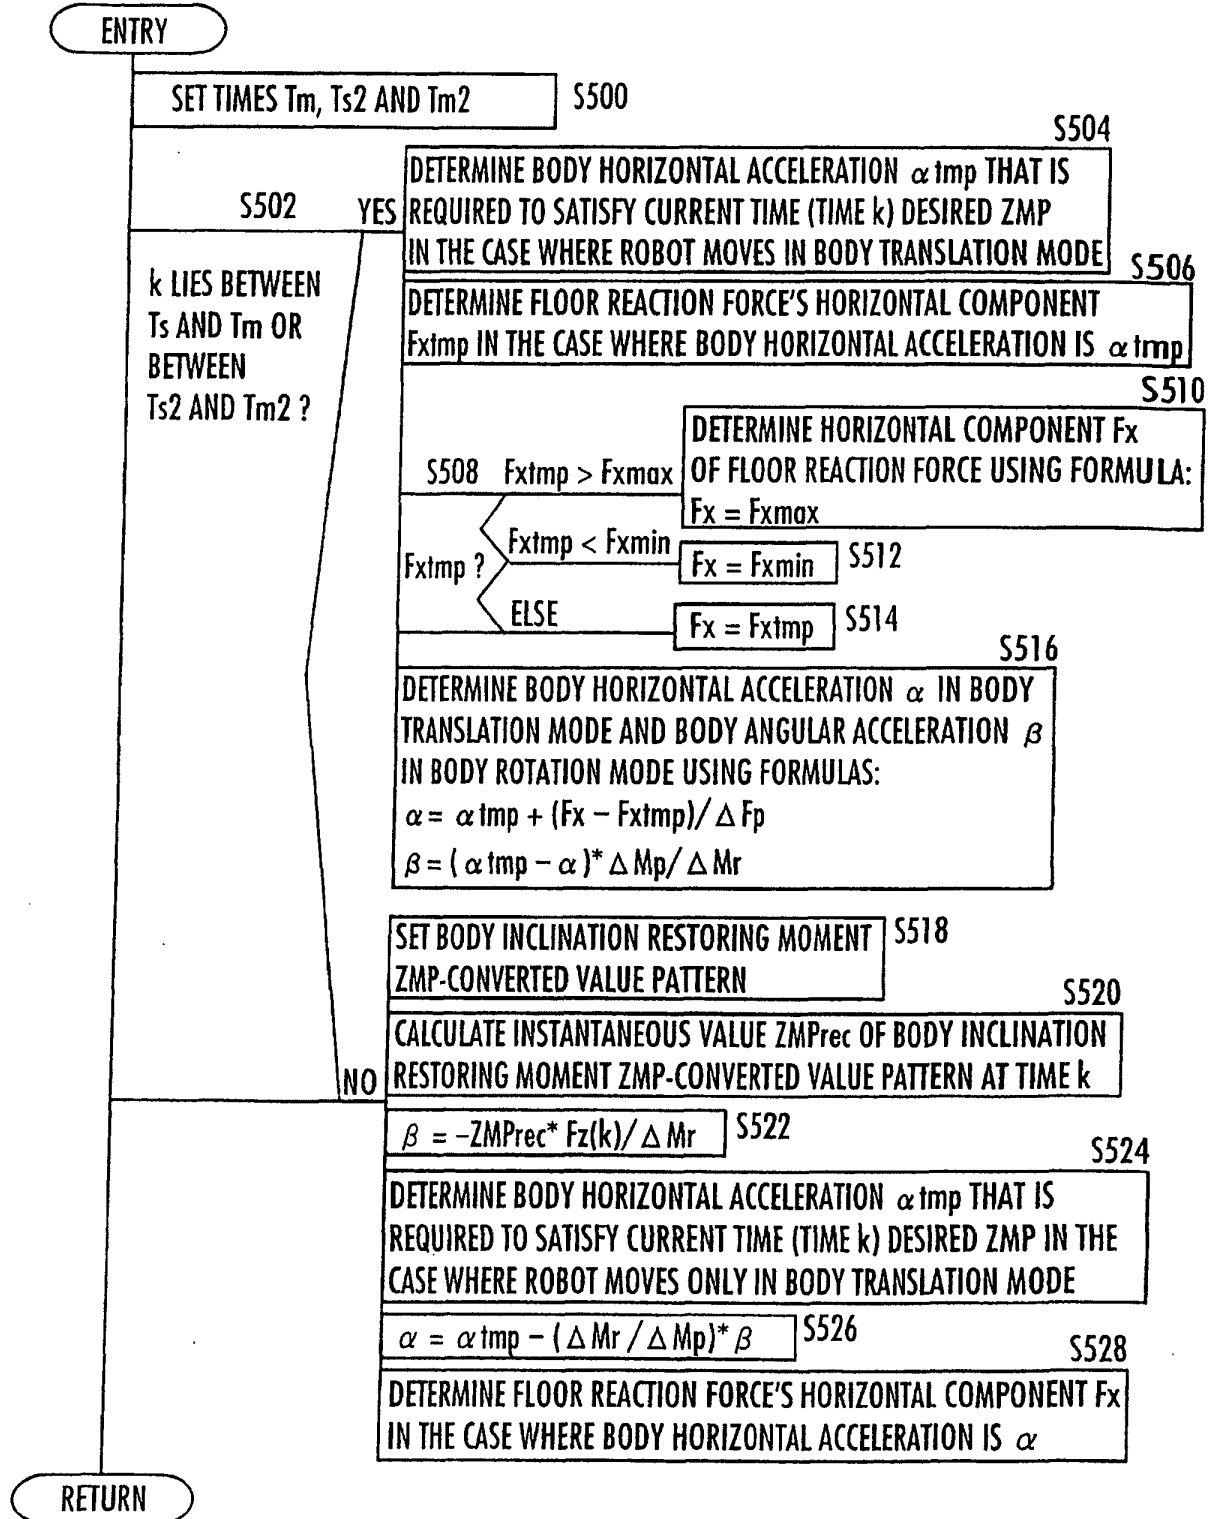 ENTRY
SET TIMES Tm, Ts2 AND Tm2
S500
S502
k LIES BETWEEN
Ts AND Tm OR
BETWEEN
Ts2 AND Tm2 ?
YES
S504
DETERMINE BODY HORIZONTAL ACCELERATION α tmp THAT IS
REQUIRED TO SATISFY CURRENT TIME (TIME k) DESIRED ZMP
IN THE CASE WHERE ROBOT MOVES IN BODY TRANSLATION MODE
S506
DETERMINE FLOOR REACTION FORCE'S HORIZONTAL COMPONENT
Fxtmp IN THE CASE WHERE BODY HORIZONTAL ACCELERATION IS α tmp
S508
Fxtmp ?
Fxtmp > Fxmax
S510
DETERMINE HORIZONTAL COMPONENT Fx
OF FLOOR REACTION FORCE USING FORMULA:
Fx = Fxmax
Fxtmp < Fxmin
Fx = Fxmin
S512
ELSE
Fx = Fxtmp
S514
S516
DETERMINE BODY HORIZONTAL ACCELERATION α IN BODY
TRANSLATION MODE AND BODY ANGULAR ACCELERATION β
IN BODY ROTATION MODE USING FORMULAS:
α = α tmp + (Fx – Fxtmp)/ Δ Fp
β = ( α tmp – α )* Δ Mp/ Δ Mr
NO
SET BODY INCLINATION RESTORING MOMENT
ZMP-CONVERTED VALUE PATTERN
S518
S520
CALCULATE INSTANTANEOUS VALUE ZMPrec OF BODY INCLINATION
RESTORING MOMENT ZMP-CONVERTED VALUE PATTERN AT TIME k
β = –ZMPrec* Fz(k)/ Δ Mr
S522
S524
DETERMINE BODY HORIZONTAL ACCELERATION α tmp THAT IS
REQUIRED TO SATISFY CURRENT TIME (TIME k) DESIRED ZMP IN THE
CASE WHERE ROBOT MOVES ONLY IN BODY TRANSLATION MODE
α = α tmp – ( Δ Mr / Δ Mp)* β
S526
S528
DETERMINE FLOOR REACTION FORCE'S HORIZONTAL COMPONENT Fx
IN THE CASE WHERE BODY HORIZONTAL ACCELERATION IS α
RETURN